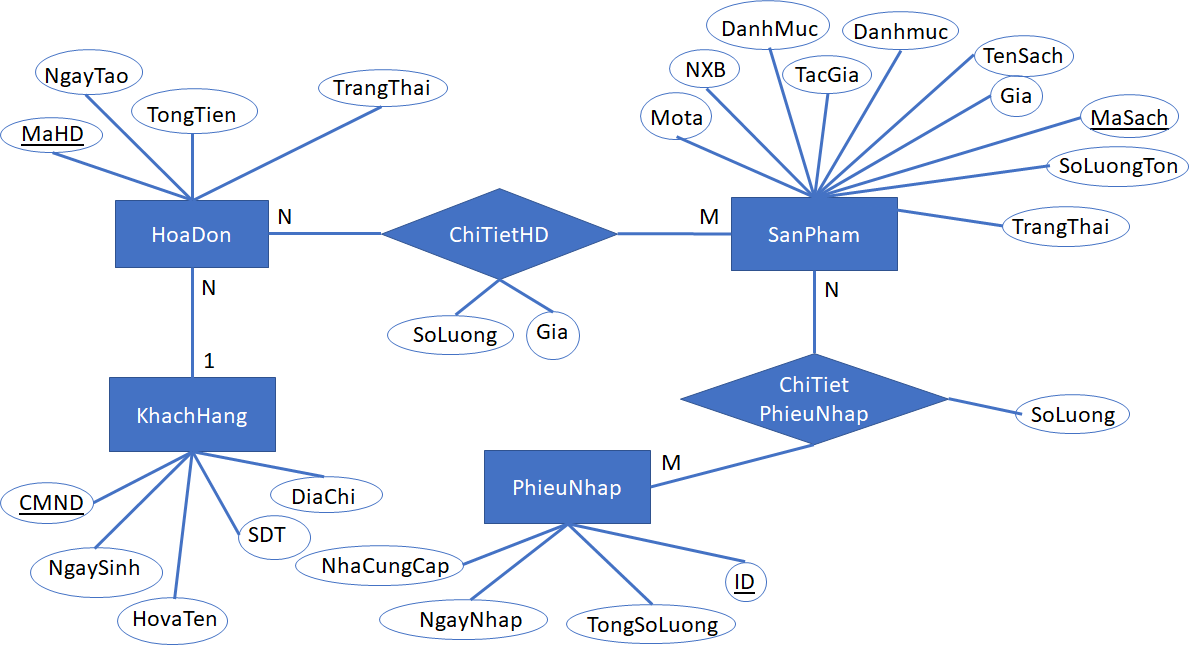 DanhMuc
Danhmuc
TenSach
NgayTao
NXB
TacGia
TrangThai
Gia
TongTien
Mota
MaSach
MaHD
SoLuongTon
N
M
TrangThai
HoaDon
ChiTietHD
SanPham
N
N
SoLuong
Gia
1
KhachHang
ChiTiet
PhieuNhap
SoLuong
M
PhieuNhap
CMND
DiaChi
SDT
NgaySinh
NhaCungCap
ID
HovaTen
NgayNhap
TongSoLuong